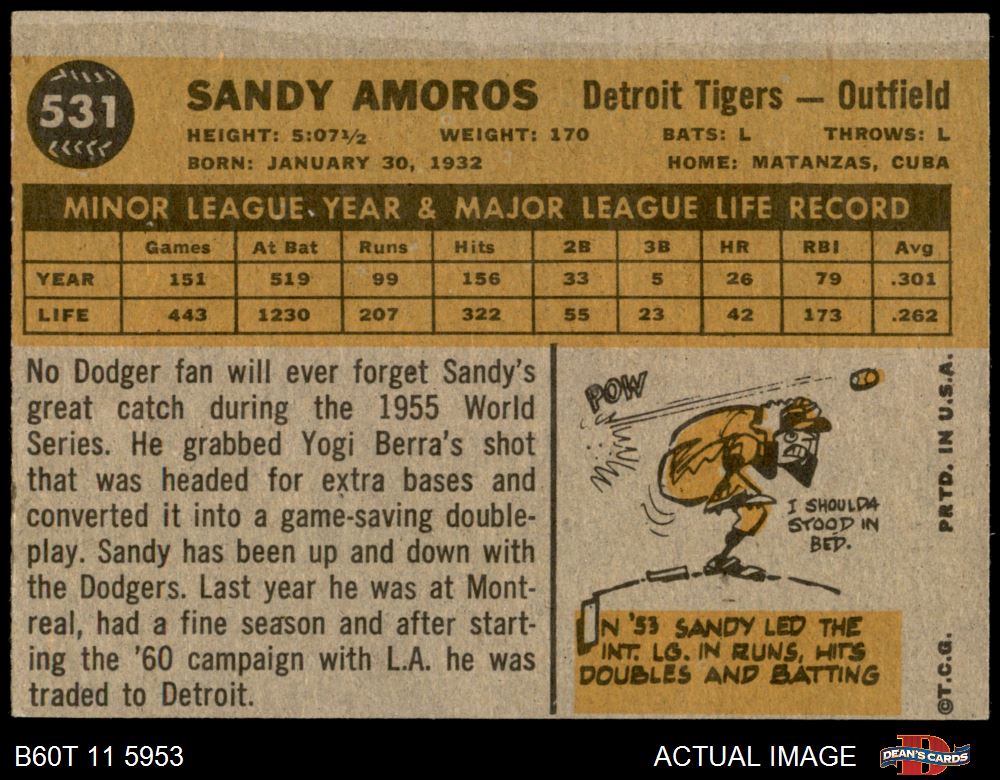 531
SANDY AMOROS Detroit Tigers — Outfield
HEIGHT: 5:07½ WEIGHT: 170 BATS: L THROWS: L
BORN: JANUARY 30, 1932 HOME: MATANZAS, CUBA
MINOR LEAGUE YEAR & MAJOR LEAGUE LIFE RECORD
Games At Bat Runs Hits 2B 3B HR RBI Avg
YEAR 151 519 99 156 33 5 26 79 .301
LIFE 443 1230 207 322 55 23 42 173 .262
No Dodger fan will ever forget Sandy's
great catch during the 1955 World
Series. He grabbed Yogi Berra's shot
that was headed for extra bases and
converted it into a game-saving double-
play. Sandy has been up and down with
the Dodgers. Last year he was at Mont-
real, had a fine season and after start-
ing the '60 campaign with L.A. he was
traded to Detroit.
POW
I SHOULDA
STOOD IN
BED.
IN '53 SANDY LED THE
INT. LG. IN RUNS, HITS
DOUBLES AND BATTING
©T.C.G. PRTD. IN U.S.A.
B60T 11 5953 ACTUAL IMAGE DEAN'S CARDS